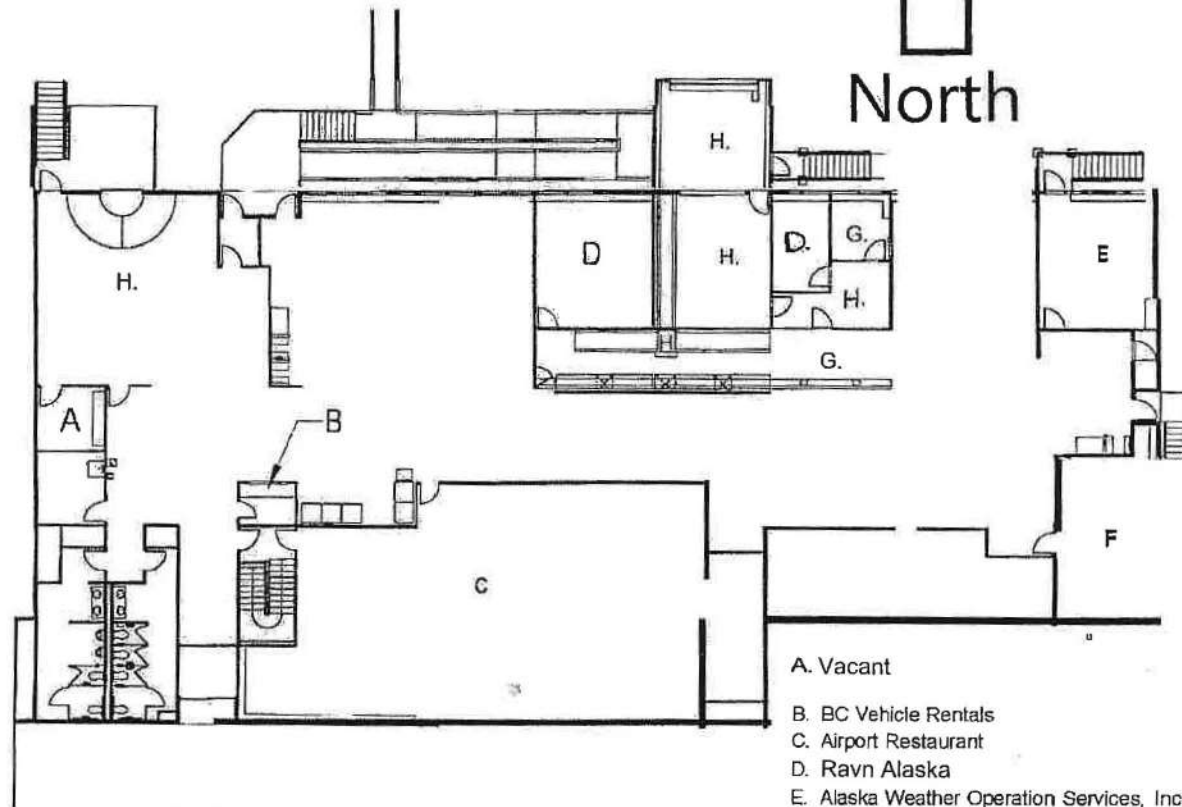 North
H.
D
H.
D.
G.
E
H.
H.
H
G.
A
B
F
C
A. Vacant
B. BC Vehicle Rentals
C. Airport Restaurant
D. Ravn Alaska
E. Alaska Weather Operation Services, Inc